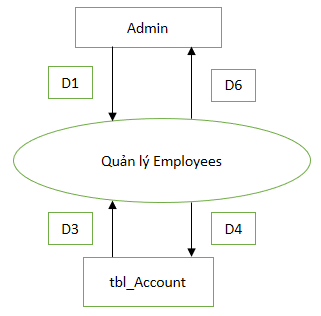 Admin
D1
D6
Quản lý Employees
D3
D4
tbl_Account